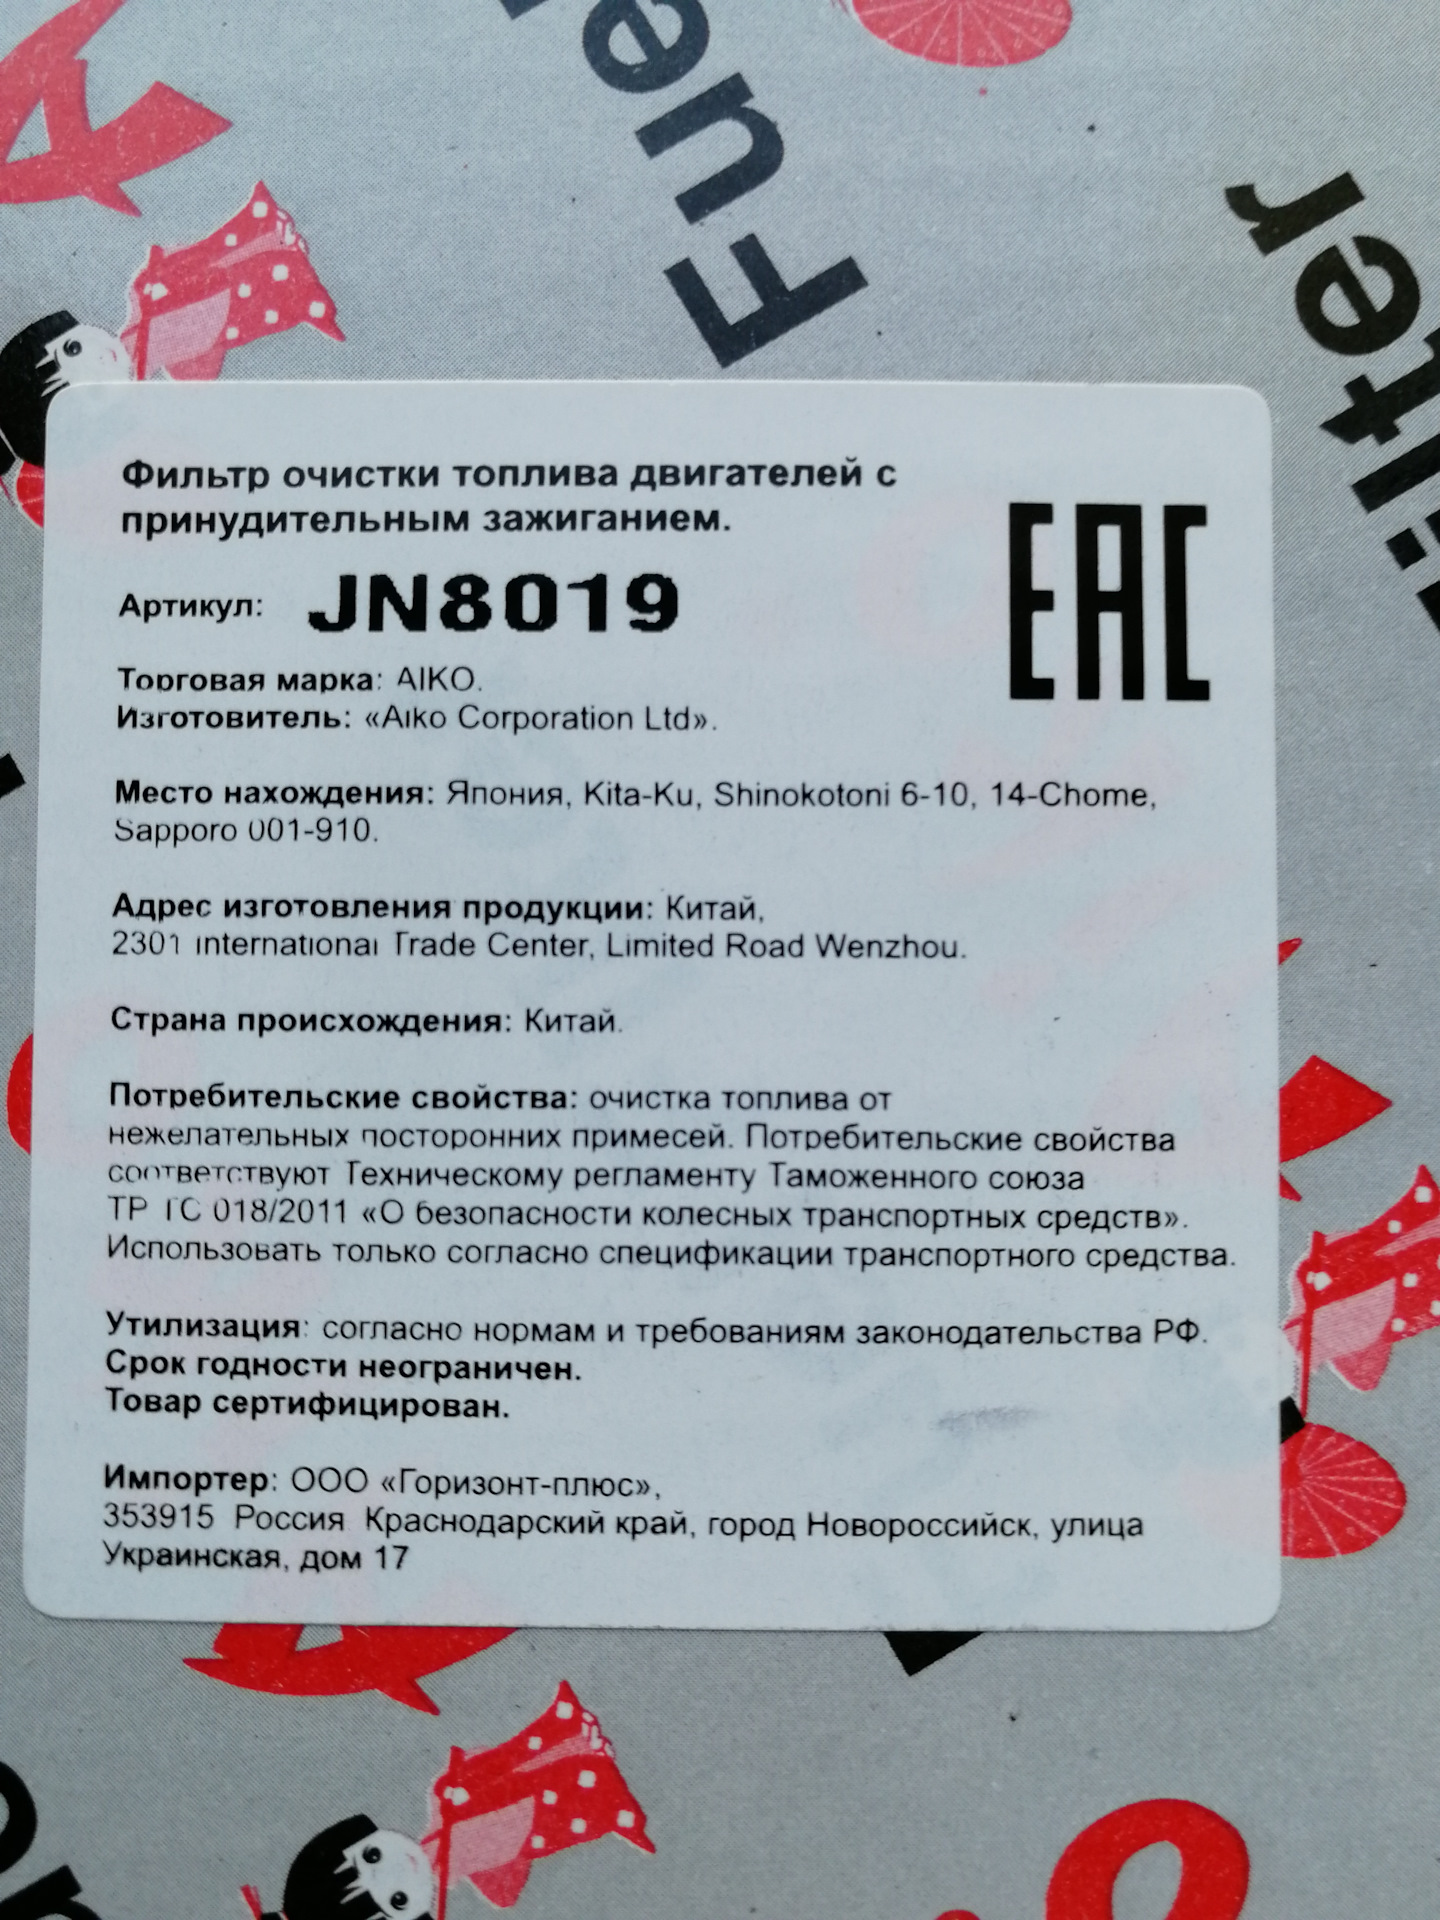 Fuel
Filter
Фильтр очистки топлива двигателей с
принудительным зажиганием.
EAC
Артикул: JN8019
Торговая марка: AIKO.
Изготовитель: «Aiko Corporation Ltd».
Место нахождения: Япония, Kita-Ku, Shinokotoni 6-10, 14-Chome,
Sapporo 001-910.
Адрес изготовления продукции: Китай,
2301 International Trade Center, Limited Road Wenzhou.
Страна происхождения: Китай.
Потребительские свойства: очистка топлива от
нежелательных посторонних примесей. Потребительские свойства
соответствуют Техническому регламенту Таможенного союза
ТР ТС 018/2011 «О безопасности колесных транспортных средств».
Использовать только согласно спецификации транспортного средства.
Утилизация: согласно нормам и требованиям законодательства РФ.
Срок годности неограничен.
Товар сертифицирован.
Импортер: ООО «Горизонт-плюс»,
353915 Россия Краснодарский край, город Новороссийск, улица
Украинская, дом 17